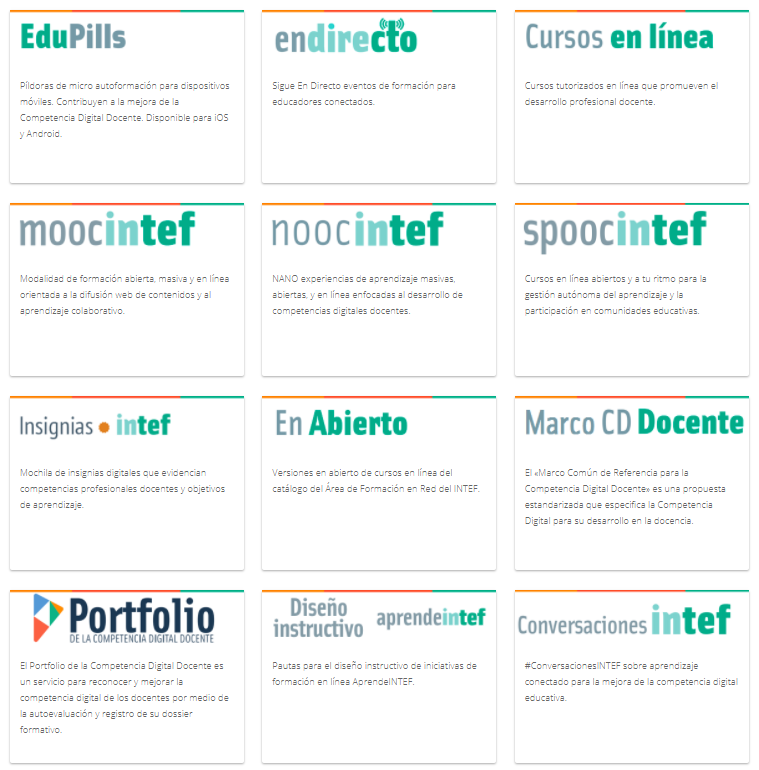 EduPills
Píldoras de micro autoformación para dispositivos
móviles. Contribuyen a la mejora de la
Competencia Digital Docente. Disponible para iOS
y Android.
endirecto
Sigue En Directo eventos de formación para
educadores conectados.
Cursos en línea
Cursos tutorizados en línea que promueven el
desarrollo profesional docente.
moocintef
Modalidad de formación abierta, masiva y en línea
orientada a la difusión web de contenidos y al
aprendizaje colaborativo.
noocintef
NANO experiencias de aprendizaje masivas,
abiertas, y en línea enfocadas al desarrollo de
competencias digitales docentes.
spoocintef
Cursos en línea abiertos y a tu ritmo para la
gestión autónoma del aprendizaje y la
participación en comunidades educativas.
Insignias intef
Mochila de insignias digitales que evidencian
competencias profesionales docentes y objetivos
de aprendizaje.
En Abierto
Versiones en abierto de cursos en línea del
catálogo del Área de Formación en Red del INTEF.
Marco CD Docente
El «Marco Común de Referencia para la
Competencia Digital Docente» es una propuesta
estandarizada que especifica la Competencia
Digital para su desarrollo en la docencia.
Portfolio
DE LA COMPETENCIA DIGITAL DOCENTE
El Portfolio de la Competencia Digital Docente es
un servicio para reconocer y mejorar la
competencia digital de los docentes por medio de
la autoevaluación y registro de su dossier
formativo.
Diseño
instructivo
aprendeintef
Pautas para el diseño instructivo de iniciativas de
formación en línea AprendeINTEF.
Conversaciones intef
#ConversacionesINTEF sobre aprendizaje
conectado para la mejora de la competencia digital
educativa.